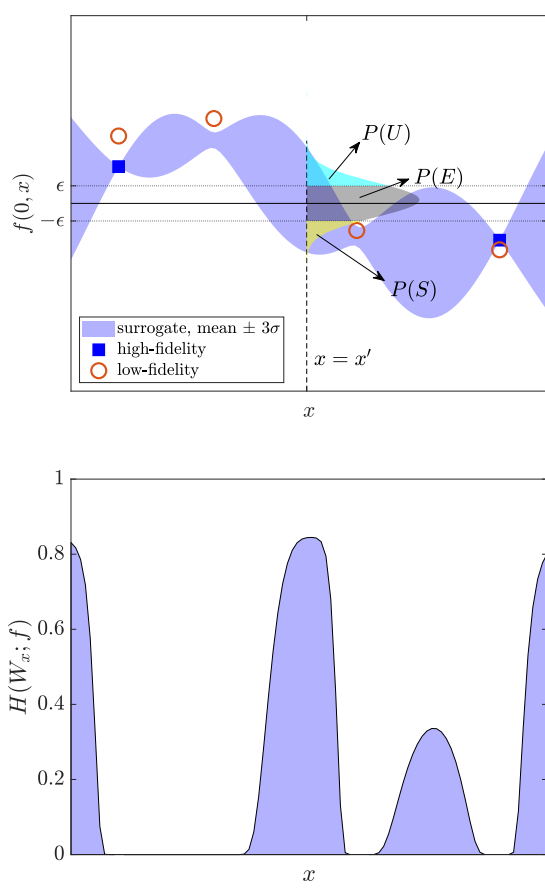 P(U)
ϵ
P(E)
−ϵ
f(0, x)
P(S)
surrogate, mean ± 3σ
high-fidelity
low-fidelity
x = x′
x
1
0.8
0.6
0.4
0.2
0
H(W_x; f)
x